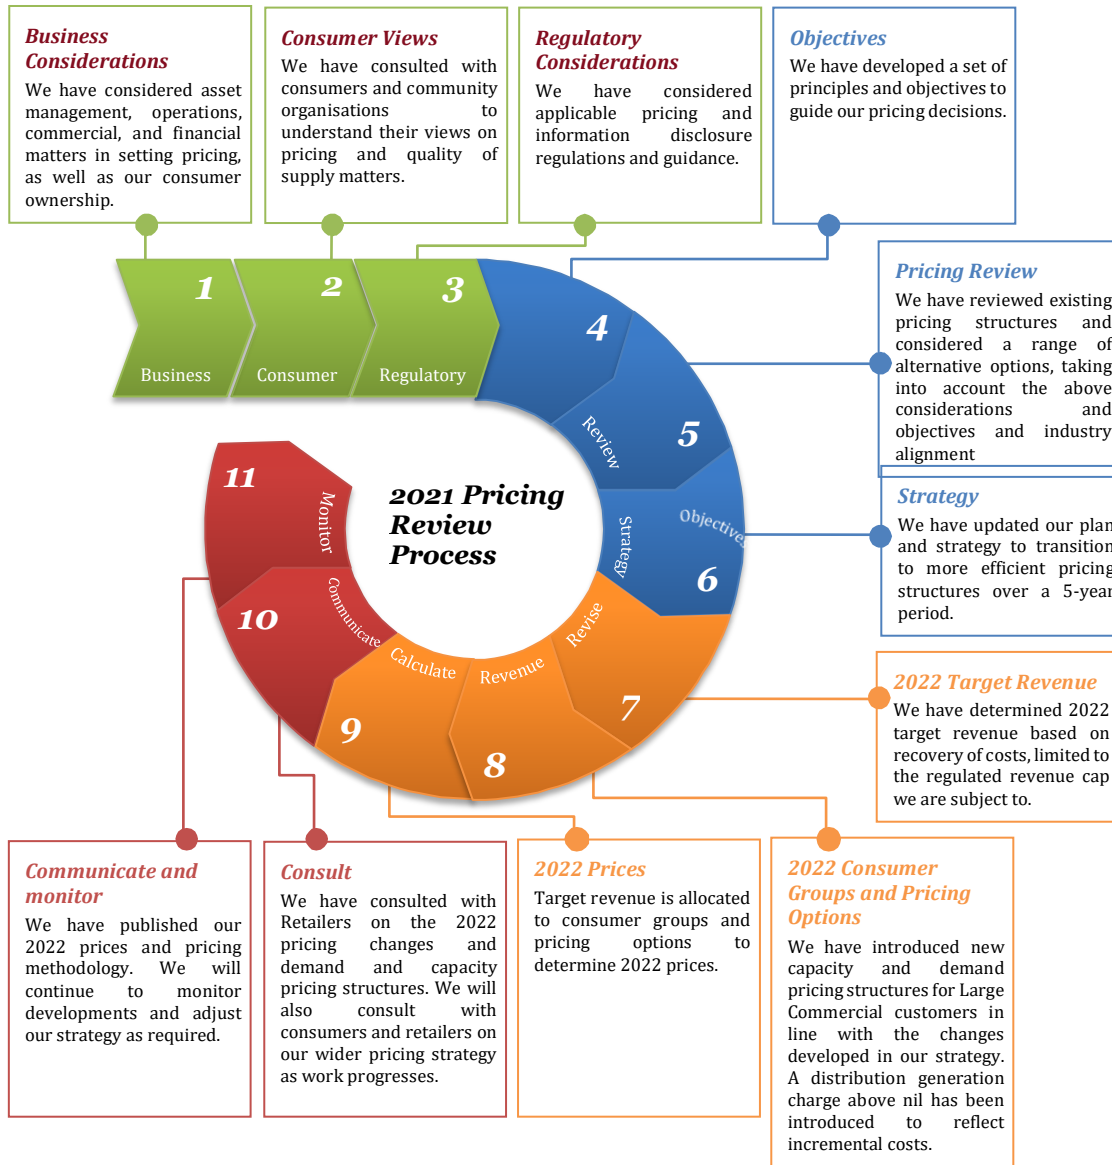 Business
Considerations
We have considered asset
management, operations,
commercial, and financial
matters in setting pricing,
as well as our consumer
ownership.
Consumer Views
We have consulted with
consumers and community
organisations to
understand their views on
pricing and quality of
supply matters.
Regulatory
Considerations
We have considered
applicable pricing and
information disclosure
regulations and guidance.
Objectives
We have developed a set of
principles and objectives to
guide our pricing decisions.
1
Business
2
Consumer
3
Regulatory
4
Review
5
Objectives
Strategy
6
Revise
7
Revenue
8
Calculate
9
Communicate
10
Monitor
11
2021 Pricing
Review
Process
Pricing Review
We have reviewed existing
pricing structures and
considered a range of
alternative options, taking
into account the above
considerations and
objectives and industry
alignment
Strategy
We have updated our plan
and strategy to transition
to more efficient pricing
structures over a 5-year
period.
2022 Target Revenue
We have determined 2022
target revenue based on
recovery of costs, limited to
the regulated revenue cap
we are subject to.
Communicate and
monitor
We have published our
2022 prices and pricing
methodology. We will
continue to monitor
developments and adjust
our strategy as required.
Consult
We have consulted with
Retailers on the 2022
pricing changes and
demand and capacity
pricing structures. We will
also consult with
consumers and retailers on
our wider pricing strategy
as work progresses.
2022 Prices
Target revenue is allocated
to consumer groups and
pricing options to
determine 2022 prices.
2022 Consumer
Groups and Pricing
Options
We have introduced new
capacity and demand
pricing structures for Large
Commercial customers in
line with the changes
developed in our strategy.
A distribution generation
charge above nil has been
introduced to reflect
incremental costs.